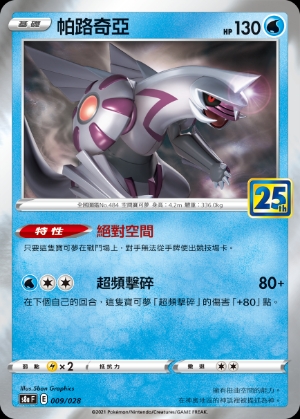 基礎 帕路奇亞 HP 130
全國圖鑑No.484 空間寶可夢 身高:4.2m 體重:336.0kg
25th
特性 絕對空間
只要這隻寶可夢在戰鬥場上,對手無法從手牌使出競技場卡。
超頻擊碎 80+
在下個自己的回合,這隻寶可夢「超頻擊碎」的傷害「+80」點。
弱點 ×2 抵抗力 撤退
Illus. 5ban Graphics
s8a F E 009/028
©2021 Pokémon/Nintendo/Creatures/GAME FREAK.